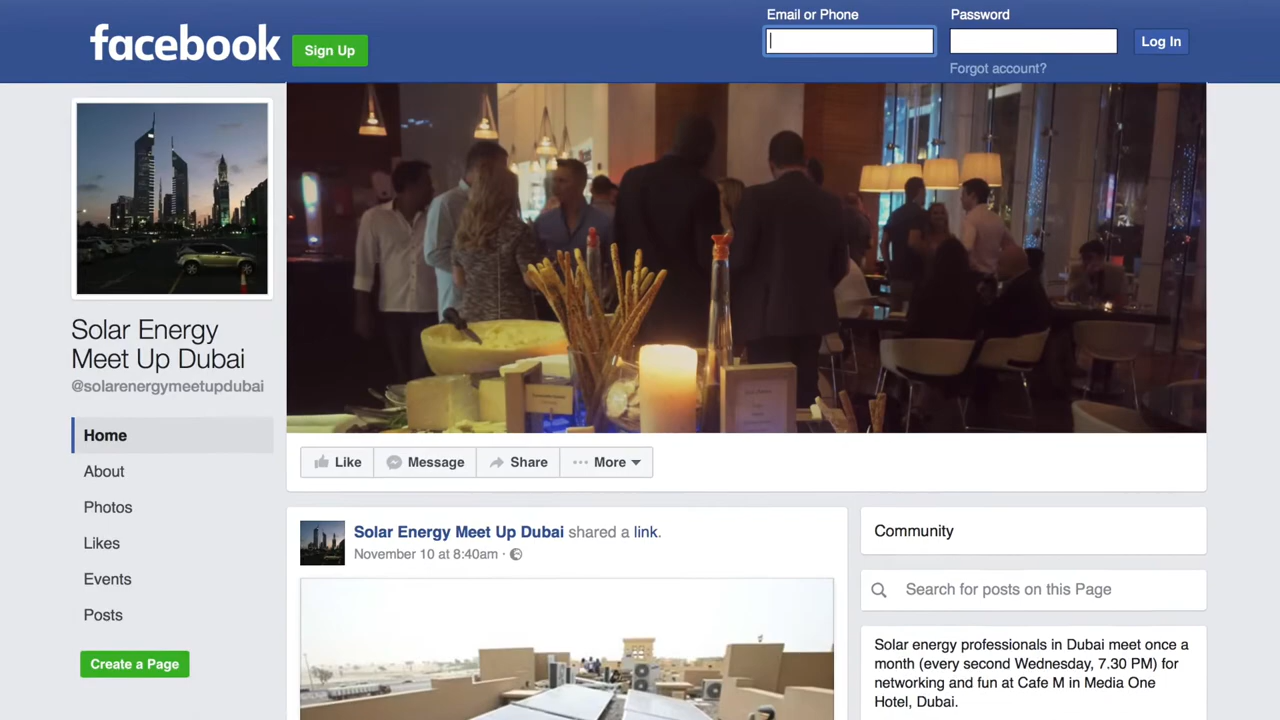 facebook
Sign Up
Email or Phone
Password
Log In
Forgot account?
Solar Energy
Meet Up Dubai
@solarenergymeetupdubai
Home
About
Photos
Likes
Events
Posts
Create a Page
Like
Message
Share
More
Solar Energy Meet Up Dubai shared a link.
November 10 at 8:40am ·
Community
Search for posts on this Page
Solar energy professionals in Dubai meet once a
month (every second Wednesday, 7.30 PM) for
networking and fun at Cafe M in Media One
Hotel, Dubai.